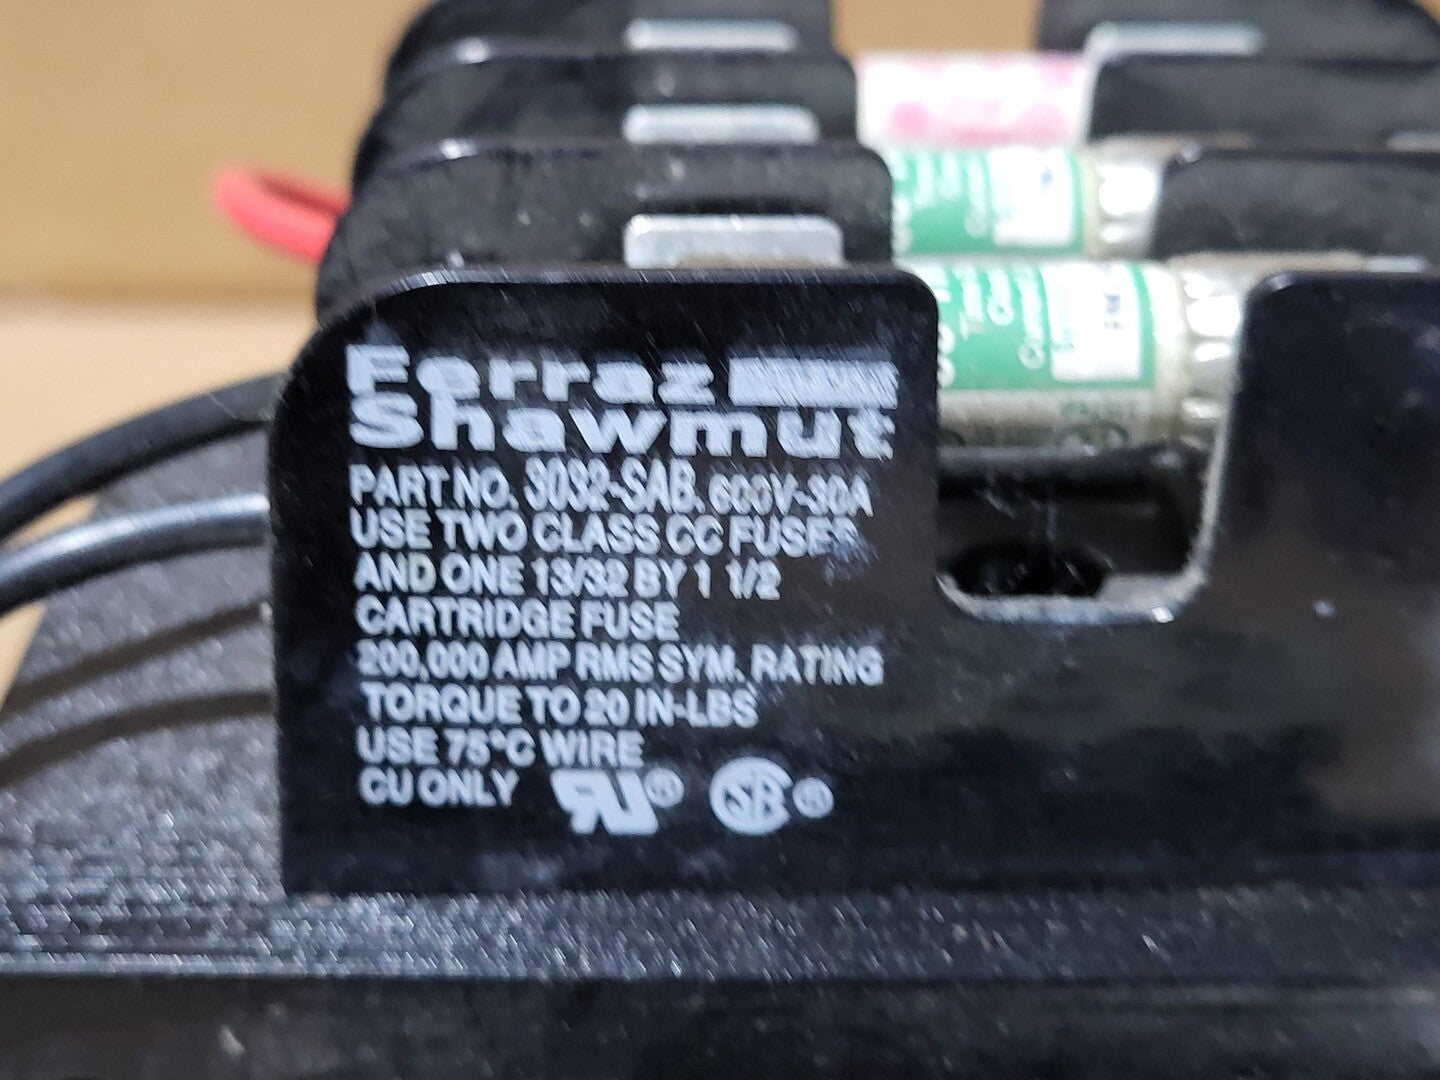 Ferraz
Shawmut
PART NO. 3032-SAB. 600V-30A
USE TWO CLASS CC FUSES
AND ONE 13/32 BY 1 1/2
CARTRIDGE FUSE
200,000 AMP RMS SYM. RATING
TORQUE TO 20 IN-LBS
USE 75°C WIRE
CU ONLY